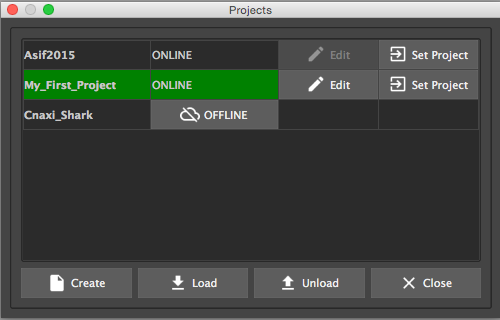 Projects
Asif2015 ONLINE Edit Set Project
My_First_Project ONLINE Edit Set Project
Cnaxi_Shark OFFLINE
Create Load Unload Close